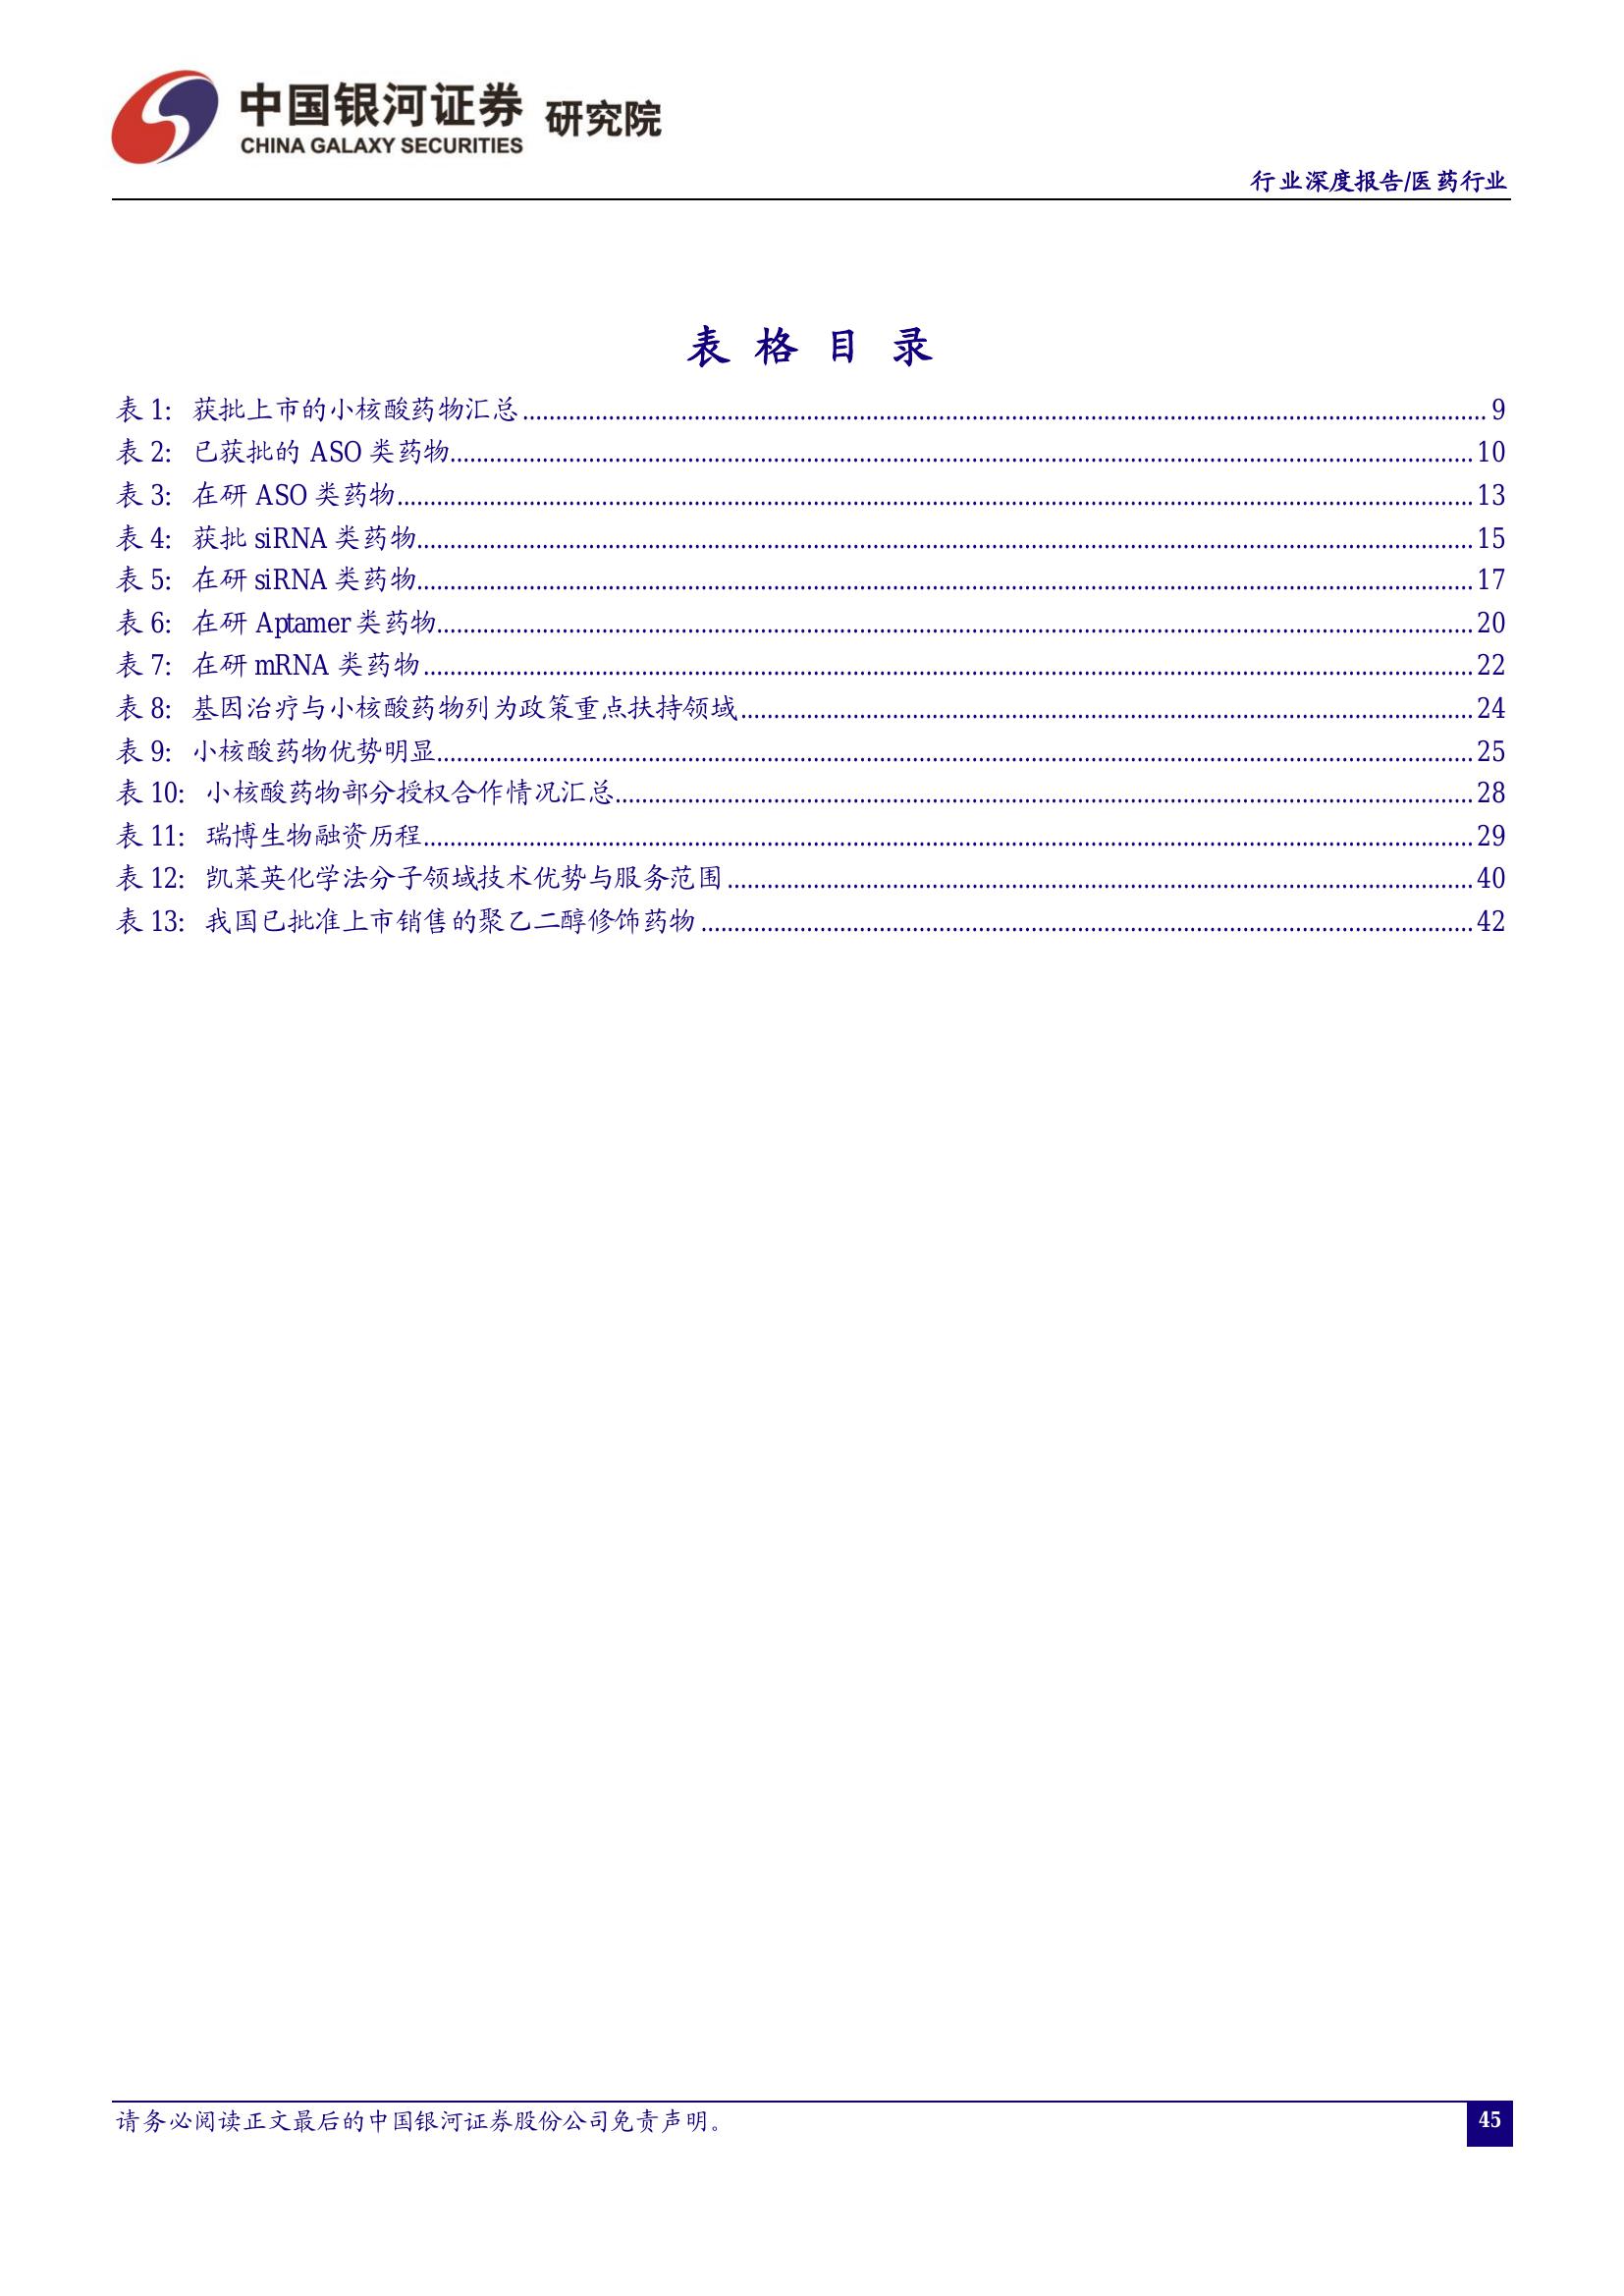 中国银河证券 研究院
CHINA GALAXY SECURITIES
行业深度报告/医药行业
表 格 目 录
表 1: 获批上市的小核酸药物汇总 9
表 2: 已获批的 ASO 类药物 10
表 3: 在研 ASO 类药物 13
表 4: 获批 siRNA 类药物 15
表 5: 在研 siRNA 类药物 17
表 6: 在研 Aptamer 类药物 20
表 7: 在研 mRNA 类药物 22
表 8: 基因治疗与小核酸药物列为政策重点扶持领域 24
表 9: 小核酸药物优势明显 25
表 10: 小核酸药物部分授权合作情况汇总 28
表 11: 瑞博生物融资历程 29
表 12: 凯莱英化学法分子领域技术优势与服务范围 40
表 13: 我国已批准上市销售的聚乙二醇修饰药物 42
请务必阅读正文最后的中国银河证券股份公司免责声明。
45